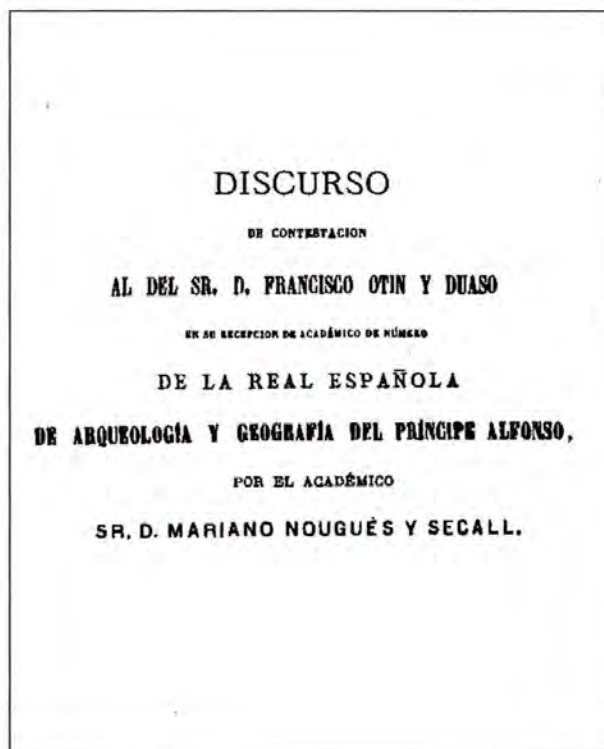 DISCURSO
DE CONTESTACION
AL DEL SR. D. FRANCISCO OTIN Y DUASO
EN SU RECEPCION DE ACADÉMICO DE NÚMERO
DE LA REAL ESPAÑOLA
DE ARQUEOLOGÍA Y GEOGRAFÍA DEL PRÍNCIPE ALFONSO,
POR EL ACADÉMICO
SR. D. MARIANO NOUGUÉS Y SECALL.